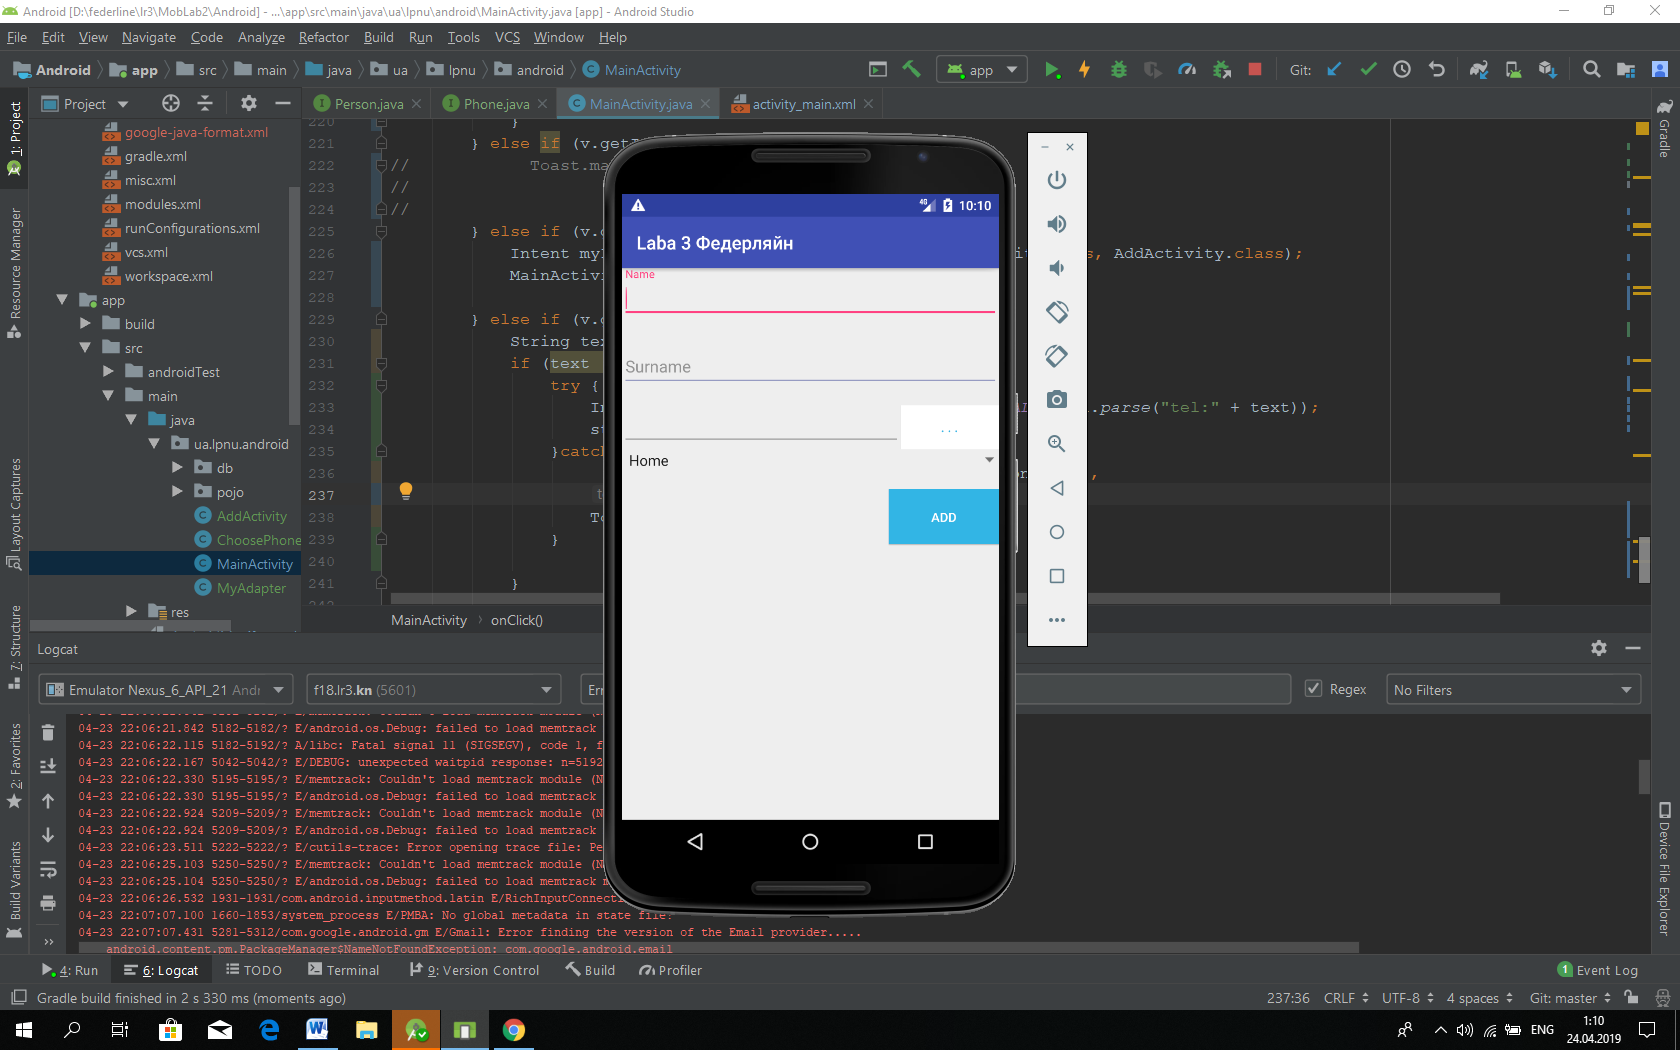 Android [D:\federline\lr3\MobLab2\Android] - ...\app\src\main\java\ua\lpnu\android\MainActivity.java [app] - Android Studio
File Edit View Navigate Code Analyze Refactor Build Run Tools VCS Window Help
Android app src main java ua lpnu android MainActivity
app
Git:
Project
Person.java
Phone.java
MainActivity.java
activity_main.xml
1: Project
Resource Manager
Layout Captures
7: Structure
2: Favorites
Build Variants
Gradle
Device File Explorer
google-java-format.xml
gradle.xml
misc.xml
modules.xml
runConfigurations.xml
vcs.xml
workspace.xml
app
build
src
androidTest
main
java
ua.lpnu.android
db
pojo
AddActivity
ChoosePhone
MainActivity
MyAdapter
res
220 }
221 } else if (v.get
222 // Toast.ma
223 //
224 //
225 } else if (v.
226 Intent my s, AddActivity.class);
227 MainActivi
228
229 } else if (v.
230 String te
231 if (text
232 try {
233 In .parse("tel:" + text));
234 st
235 }catch
236
237
238 To
239 }
240
241 }
MainActivity onClick()
4G 10:10
Laba 3 Федерляйн
Name
Surname
...
Home
ADD
Logcat
Emulator Nexus_6_API_21 Andr
f18.lr3.kn (5601)
Err
Regex
No Filters
04-23 22:06:21.842 5182-5182/? E/android.os.Debug: failed to load memtrack
04-23 22:06:22.115 5182-5192/? A/libc: Fatal signal 11 (SIGSEGV), code 1, f
04-23 22:06:22.167 5042-5042/? E/DEBUG: unexpected waitpid response: n=5192
04-23 22:06:22.330 5195-5195/? E/memtrack: Couldn't load memtrack module (N
04-23 22:06:22.330 5195-5195/? E/android.os.Debug: failed to load memtrack
04-23 22:06:22.924 5209-5209/? E/memtrack: Couldn't load memtrack module (N
04-23 22:06:22.924 5209-5209/? E/android.os.Debug: failed to load memtrack
04-23 22:06:23.511 5222-5222/? E/cutils-trace: Error opening trace file: Pe
04-23 22:06:25.103 5250-5250/? E/memtrack: Couldn't load memtrack module (N
04-23 22:06:25.104 5250-5250/? E/android.os.Debug: failed to load memtrack m
04-23 22:06:26.532 1931-1931/com.android.inputmethod.latin E/RichInputConnecti
04-23 22:07:07.100 1660-1853/system_process E/PMBA: No global metadata in state file?
04-23 22:07:07.431 5281-5312/com.google.android.gm E/Gmail: Error finding the version of the Email provider.....
android.content.pm.PackageManager$NameNotFoundException: com.google.android.email
4: Run 6: Logcat TODO Terminal 9: Version Control Build Profiler
1 Event Log
Gradle build finished in 2 s 330 ms (moments ago)
237:36 CRLF UTF-8 4 spaces Git: master
ENG
1:10
24.04.2019